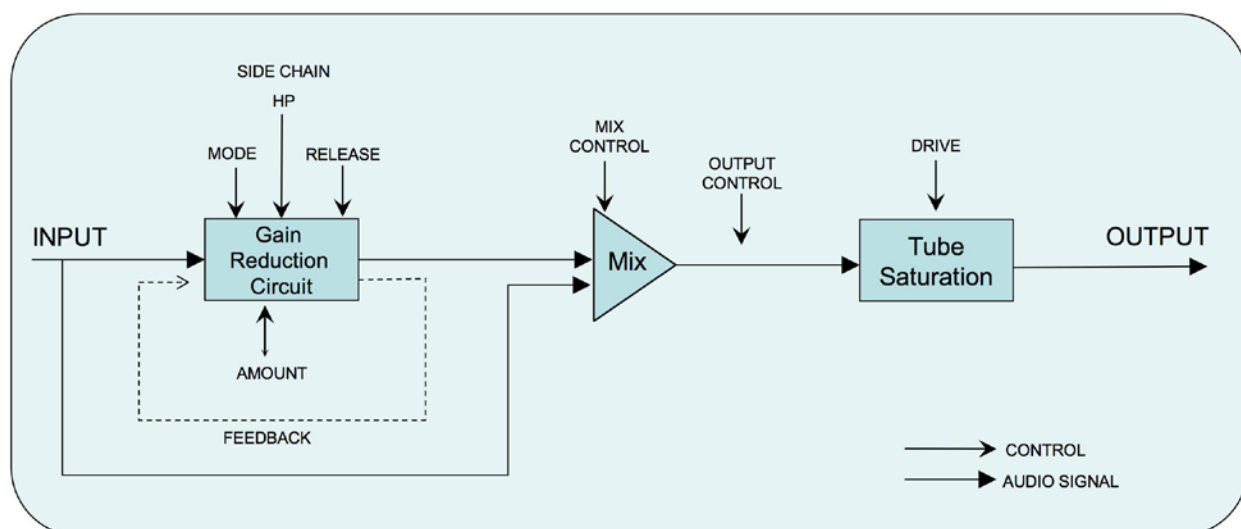 SIDE CHAIN
HP
MODE
RELEASE
MIX
CONTROL
OUTPUT
CONTROL
DRIVE
INPUT
Gain
Reduction
Circuit
Mix
Tube
Saturation
OUTPUT
AMOUNT
FEEDBACK
CONTROL
AUDIO SIGNAL